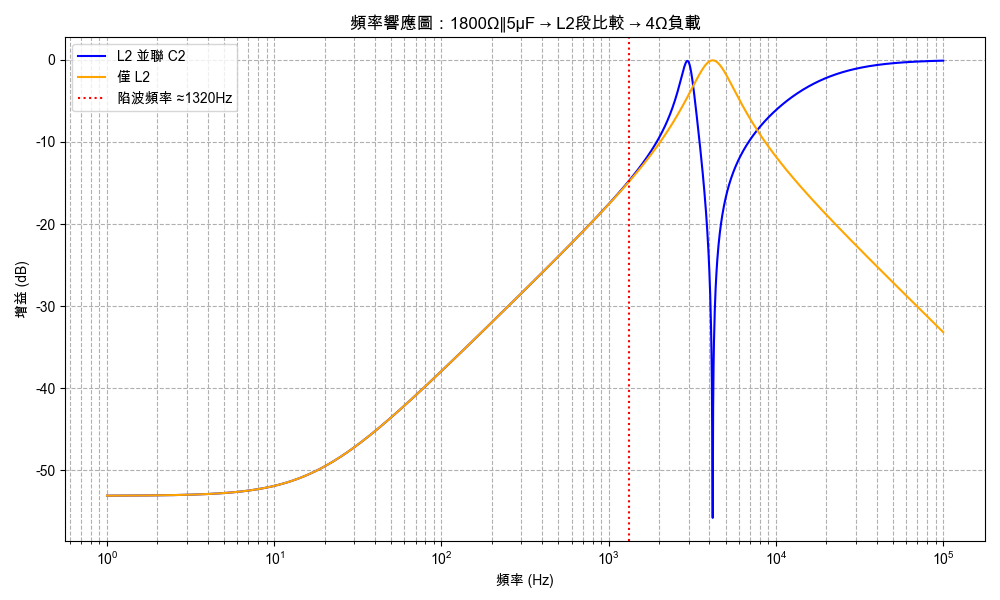 頻率響應圖：1800Ω∥5μF → L2段比較 → 4Ω負載
L2 並聯 C2
僅 L2
陷波頻率 ≈1320Hz
增益 (dB)
0
-10
-20
-30
-40
-50
10⁰ 10¹ 10² 10³ 10⁴ 10⁵
頻率 (Hz)